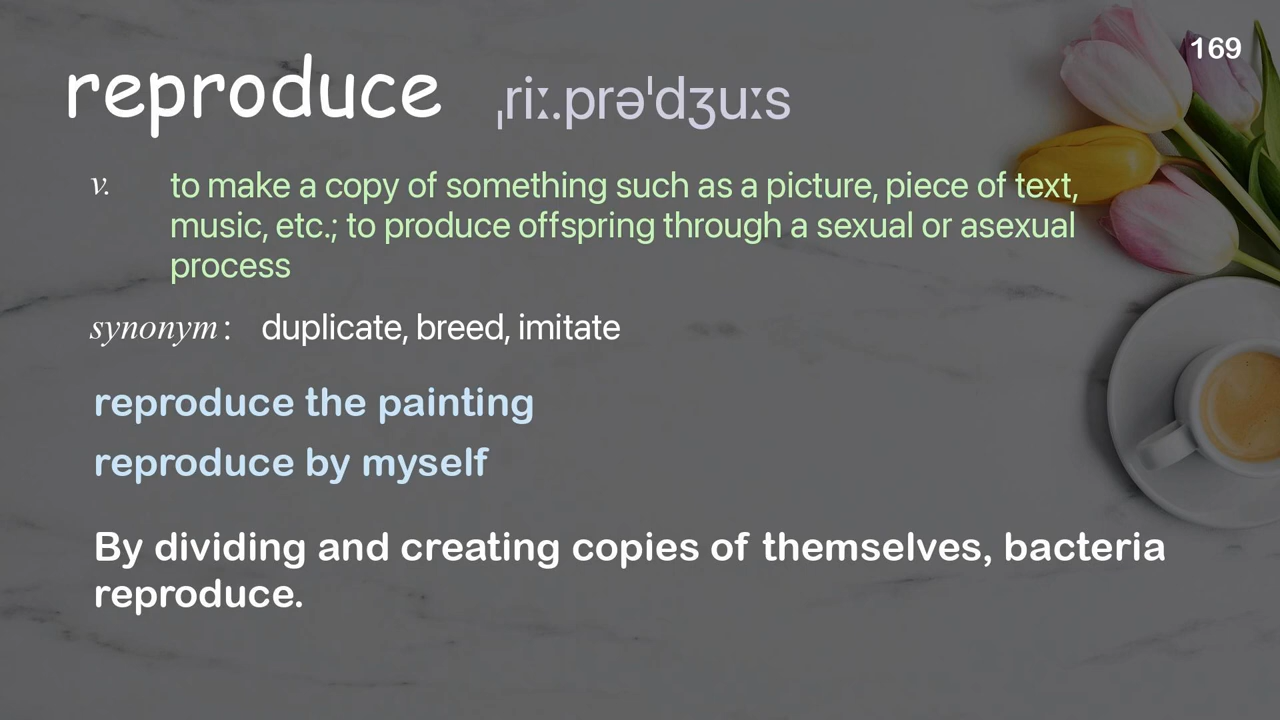 169
reproduce ˌriː.prəˈdʒuːs
v. to make a copy of something such as a picture, piece of text,
music, etc.; to produce offspring through a sexual or asexual
process
synonym: duplicate, breed, imitate
reproduce the painting
reproduce by myself
By dividing and creating copies of themselves, bacteria
reproduce.